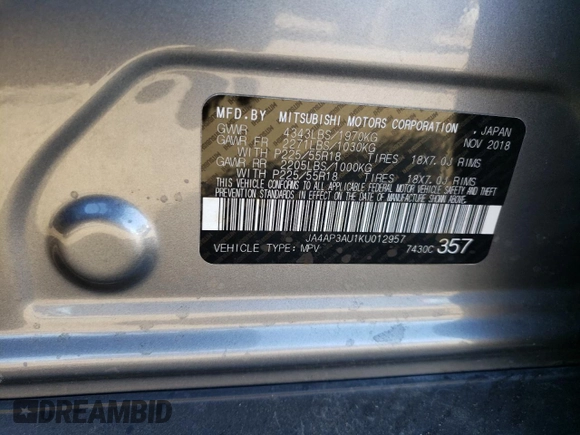 MFD.BY MITSUBISHI MOTORS CORPORATION, JAPAN
GVWR 4343LBS/1970KG NOV 2018
GAWR FR 2271LBS/1030KG
WITH P225/55R18 TIRES 18X7.0J RIMS
GAWR RR 2205LBS/1000KG
WITH P225/55R18 TIRES 18X7.0J RIMS
THIS VEHICLE CONFORMS TO ALL APPLICABLE FEDERAL MOTOR VEHICLE SAFETY AND THEFT
PREVENTION STANDARDS IN EFFECT ON THE DATE OF MANUFACTURE SHOWN ABOVE.
JA4AP3AU1KU012957
VEHICLE TYPE: MPV 7430C 357
DREAMBID